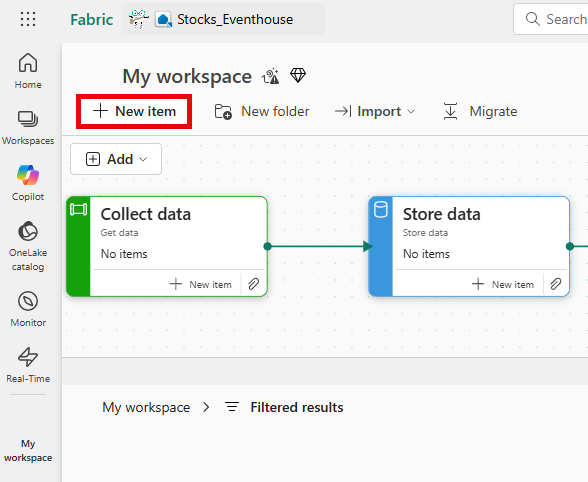 Fabric
Stocks_Eventhouse
Search
Home
Workspaces
Copilot
OneLake
catalog
Monitor
Real-Time
My
workspace
My workspace
New item
New folder
Import
Migrate
Add
Collect data
Get data
No items
New item
Store data
Store data
No items
New item
My workspace
Filtered results